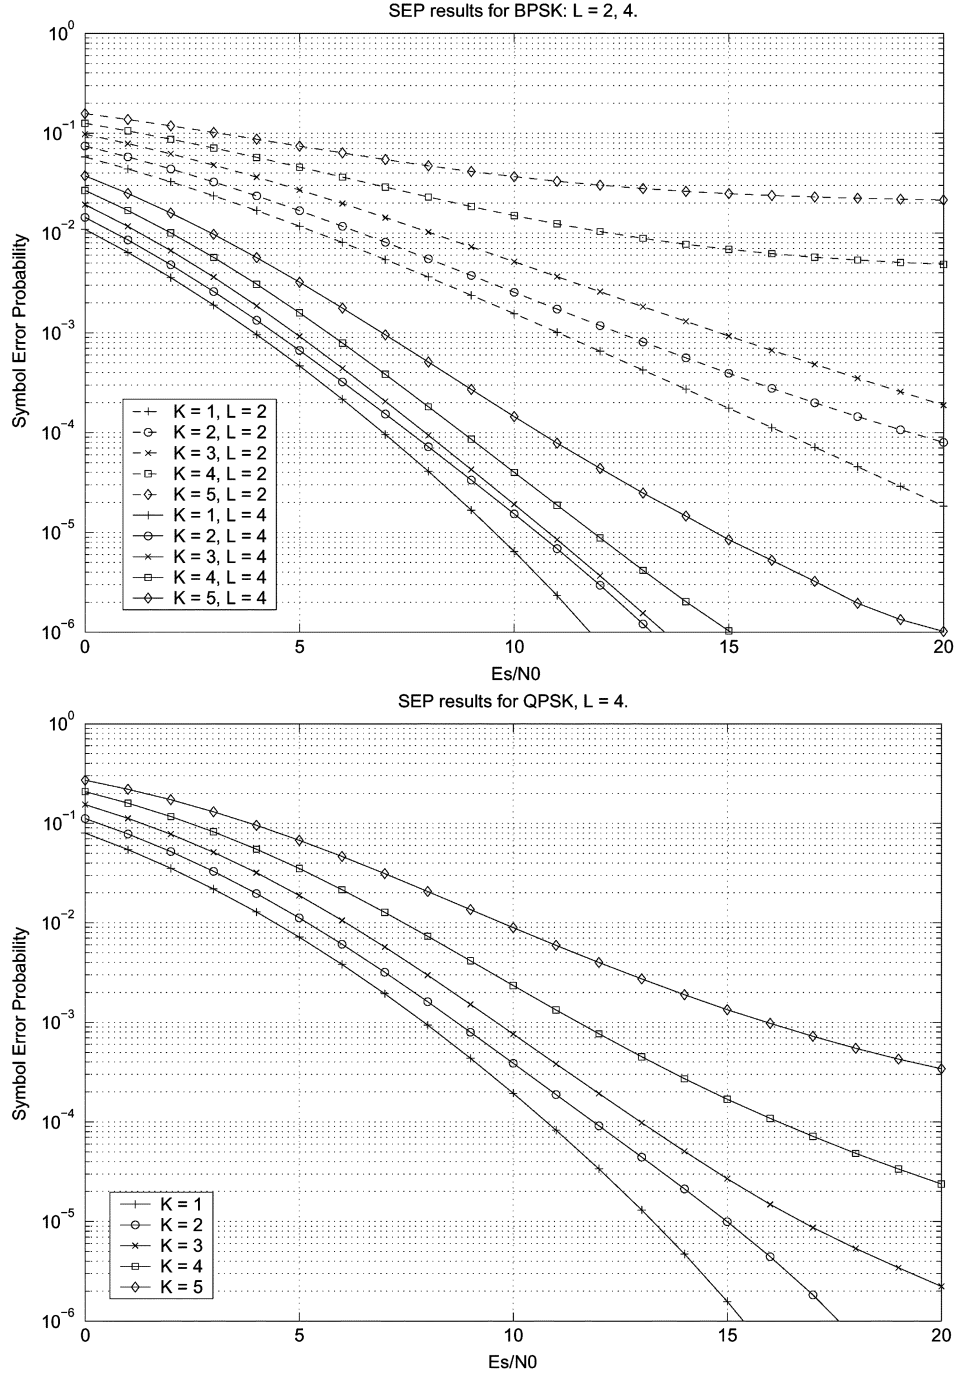 SEP results for BPSK: L = 2, 4.
10^0
10^-1
10^-2
10^-3
10^-4
10^-5
10^-6
Symbol Error Probability
K = 1, L = 2
K = 2, L = 2
K = 3, L = 2
K = 4, L = 2
K = 5, L = 2
K = 1, L = 4
K = 2, L = 4
K = 3, L = 4
K = 4, L = 4
K = 5, L = 4
0 5 10 15 20
Es/N0
SEP results for QPSK, L = 4.
10^0
10^-1
10^-2
10^-3
10^-4
10^-5
10^-6
Symbol Error Probability
K = 1
K = 2
K = 3
K = 4
K = 5
0 5 10 15 20
Es/N0